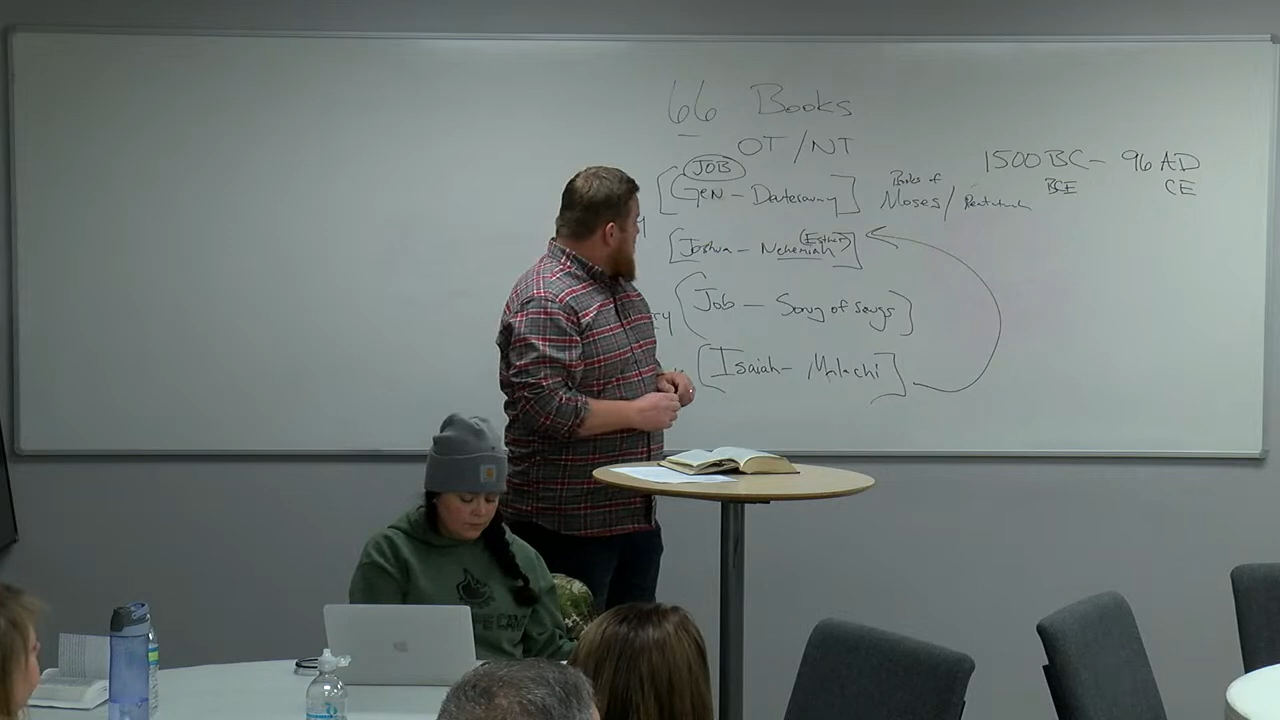 66 Books
OT / NT
1500 BC - 96 AD
BCE CE
JOB
[Gen - Deuteronomy] Books of Moses /
[Joshua - Nehemiah (Esther)]
[Job - Song of songs]
[Isaiah - Malachi]